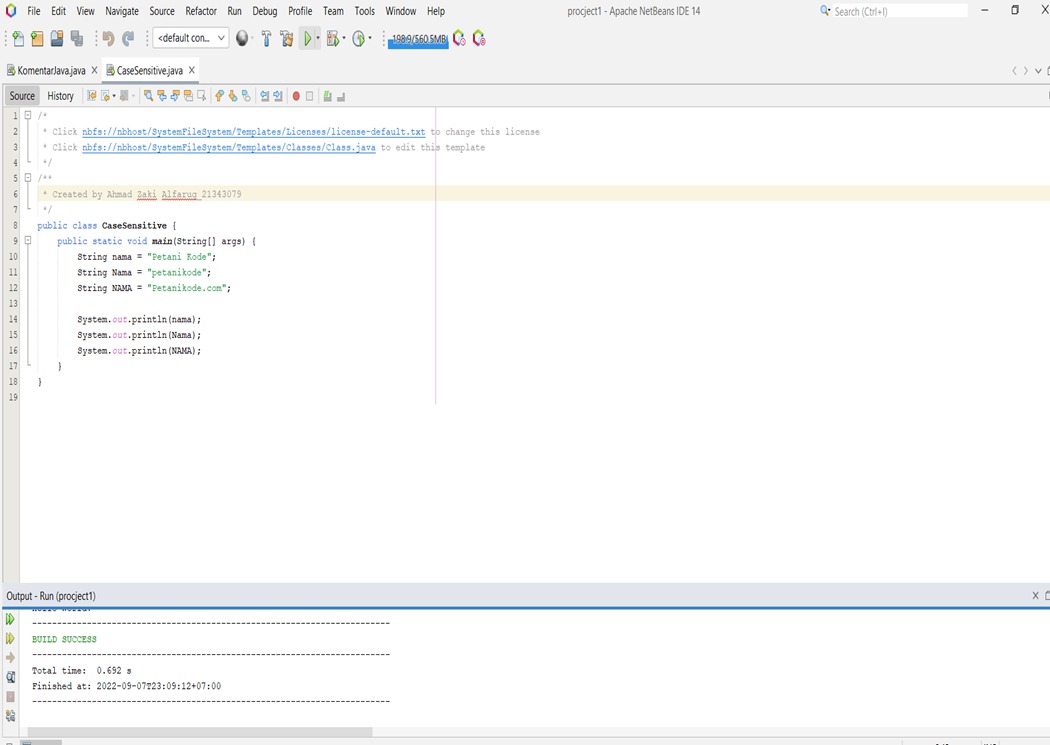 File Edit View Navigate Source Refactor Run Debug Profile Team Tools Window Help
procject1 - Apache NetBeans IDE 14
Search (Ctrl+I)
<default con...
198.9/560.5MB
KomentarJava.java X CaseSensitive.java X
Source History
1 /*
2 * Click nbfs://nbhost/SystemFileSystem/Templates/Licenses/license-default.txt to change this license
3 * Click nbfs://nbhost/SystemFileSystem/Templates/Classes/Class.java to edit this template
4 */
5 /**
6 * Created by Ahmad Zaki Alfarug 21343079
7 */
8 public class CaseSensitive {
9 public static void main(String[] args) {
10 String nama = "Petani Kode";
11 String Nama = "petanikode";
12 String NAMA = "Petanikode.com";
13
14 System.out.println(nama);
15 System.out.println(Nama);
16 System.out.println(NAMA);
17 }
18 }
19
Output - Run (procject1) X
------------------------------------------------------------------------
BUILD SUCCESS
------------------------------------------------------------------------
Total time: 0.692 s
Finished at: 2022-09-07T23:09:12+07:00
------------------------------------------------------------------------